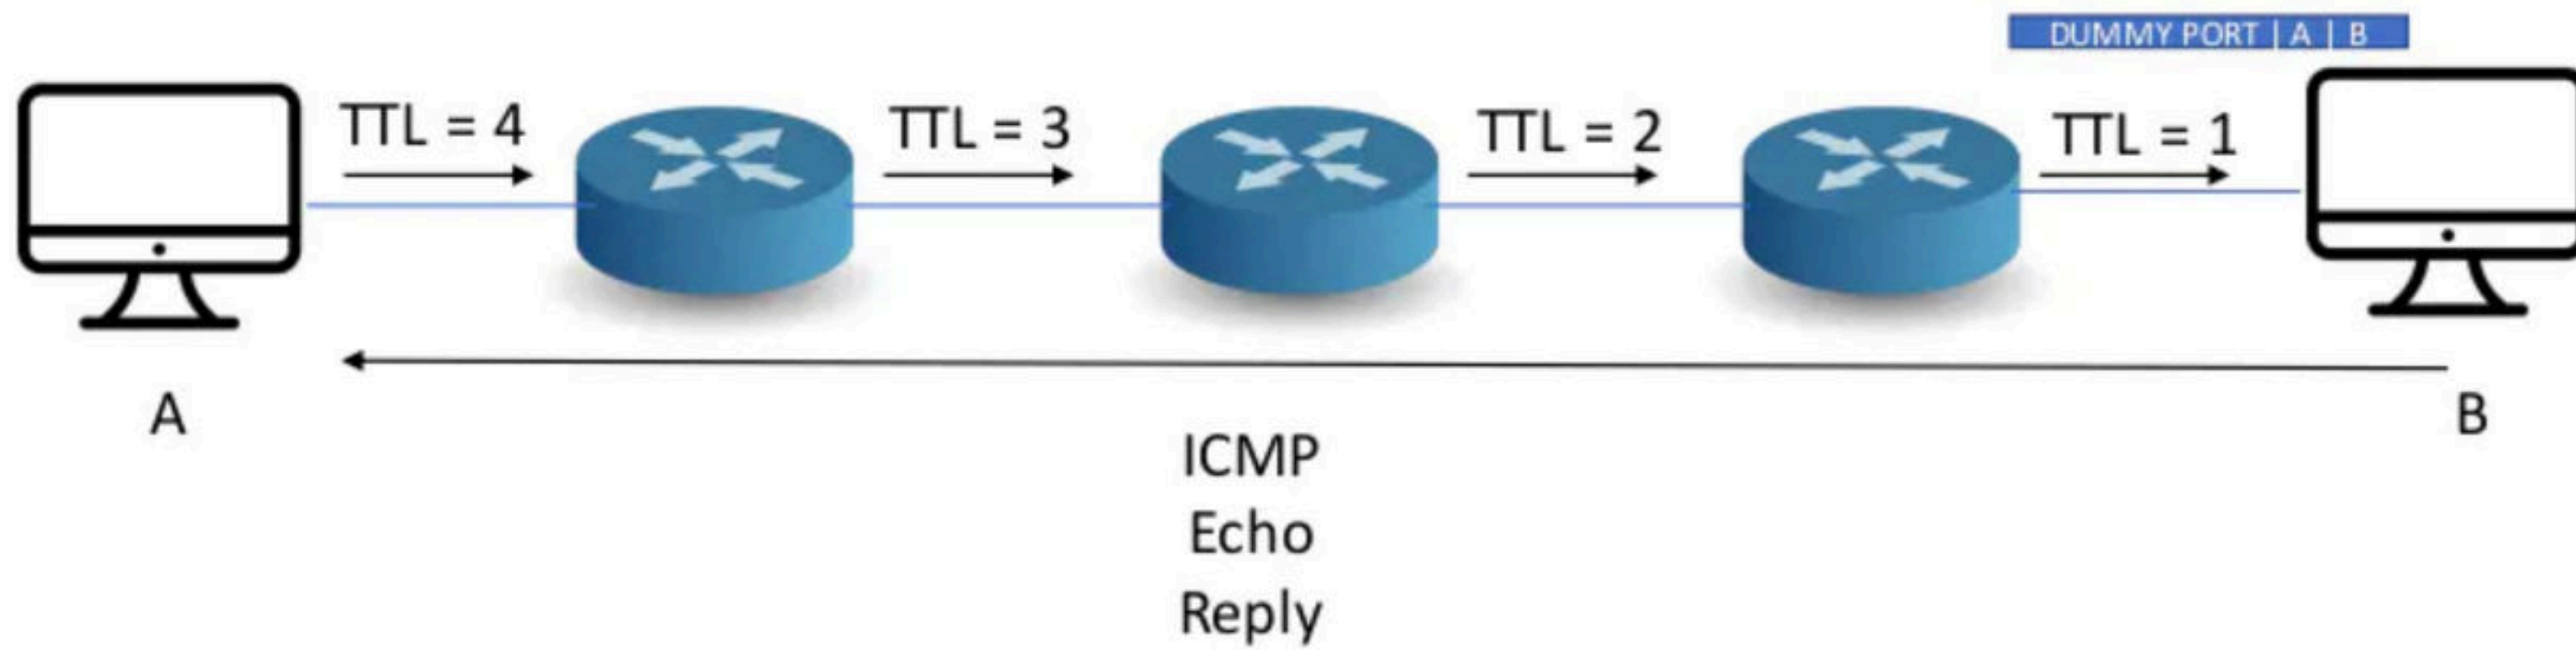 DUMMY PORT | A | B
TTL = 4
TTL = 3
TTL = 2
TTL = 1
A
B
ICMP
Echo
Reply